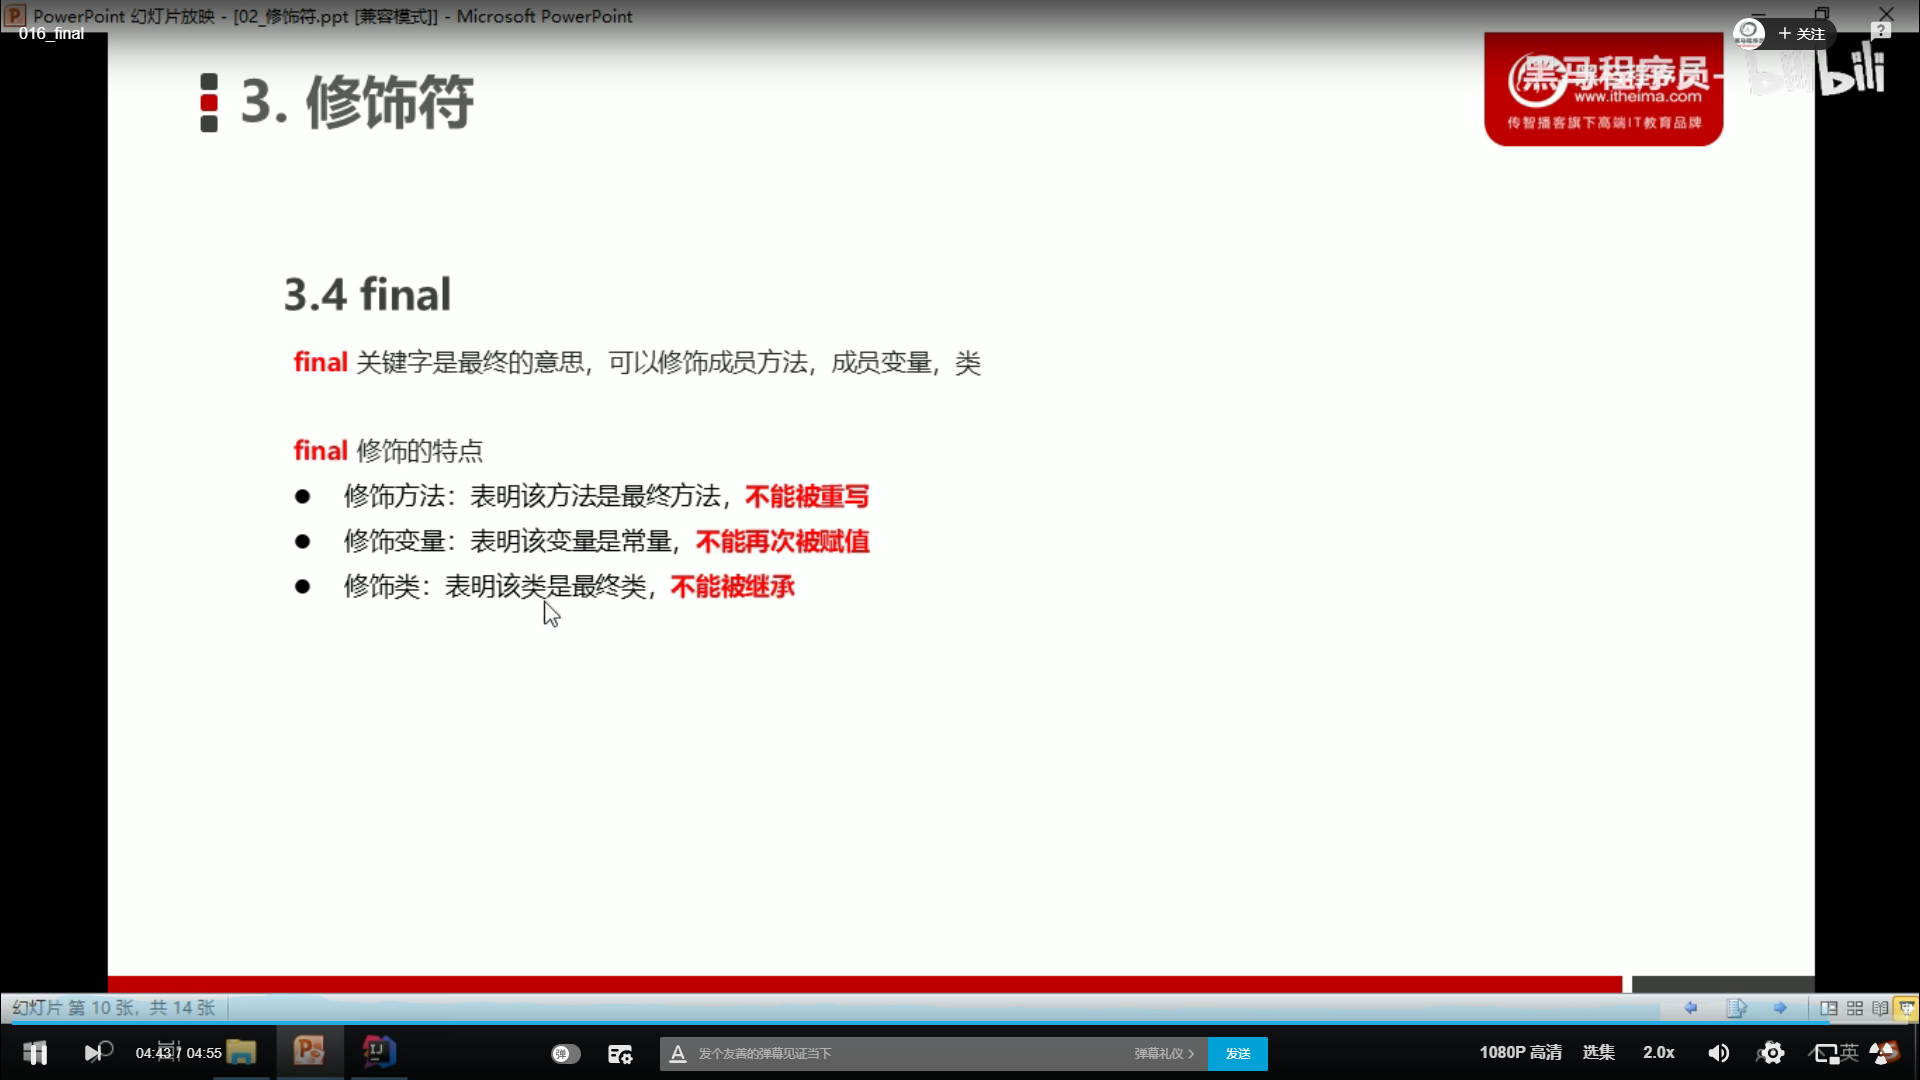 PowerPoint 幻灯片放映 - [02_修饰符.ppt [兼容模式]] - Microsoft PowerPoint
016_final
+ 关注
3. 修饰符
黑马程序员-
bilibili
www.itheima.com
传智播客旗下高端IT教育品牌
3.4 final
final 关键字是最终的意思，可以修饰成员方法，成员变量，类
final 修饰的特点
● 修饰方法：表明该方法是最终方法，不能被重写
● 修饰变量：表明该变量是常量，不能再次被赋值
● 修饰类：表明该类是最终类，不能被继承
幻灯片 第 10 张，共 14 张
04:43 / 04:55
弹
发个友善的弹幕见证当下
弹幕礼仪 >
发送
1080P 高清
选集
2.0x
英